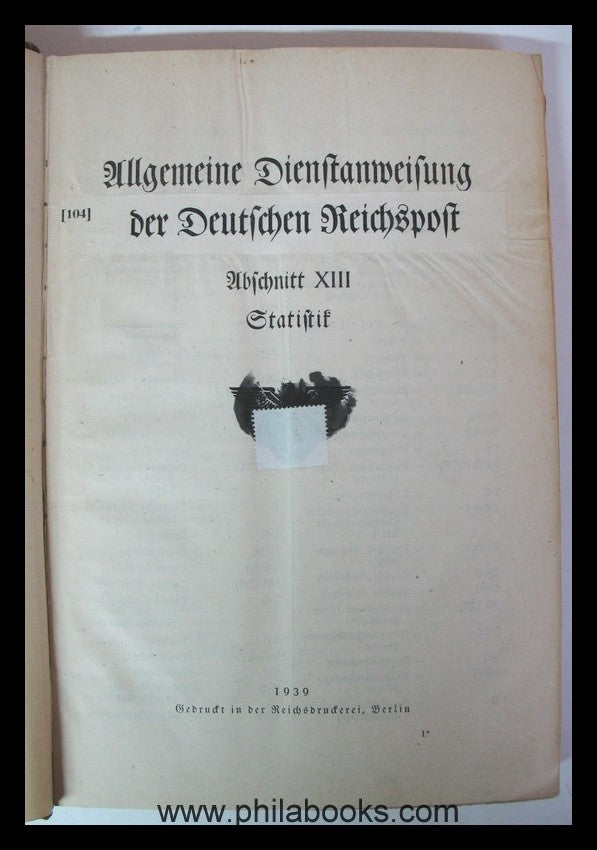 Allgemeine Dienstanweisung
[104]
der Deutschen Reichspost
Abschnitt XIII
Statistik
1939
Gedruckt in der Reichsdruckerei, Berlin
1*
www.philabooks.com